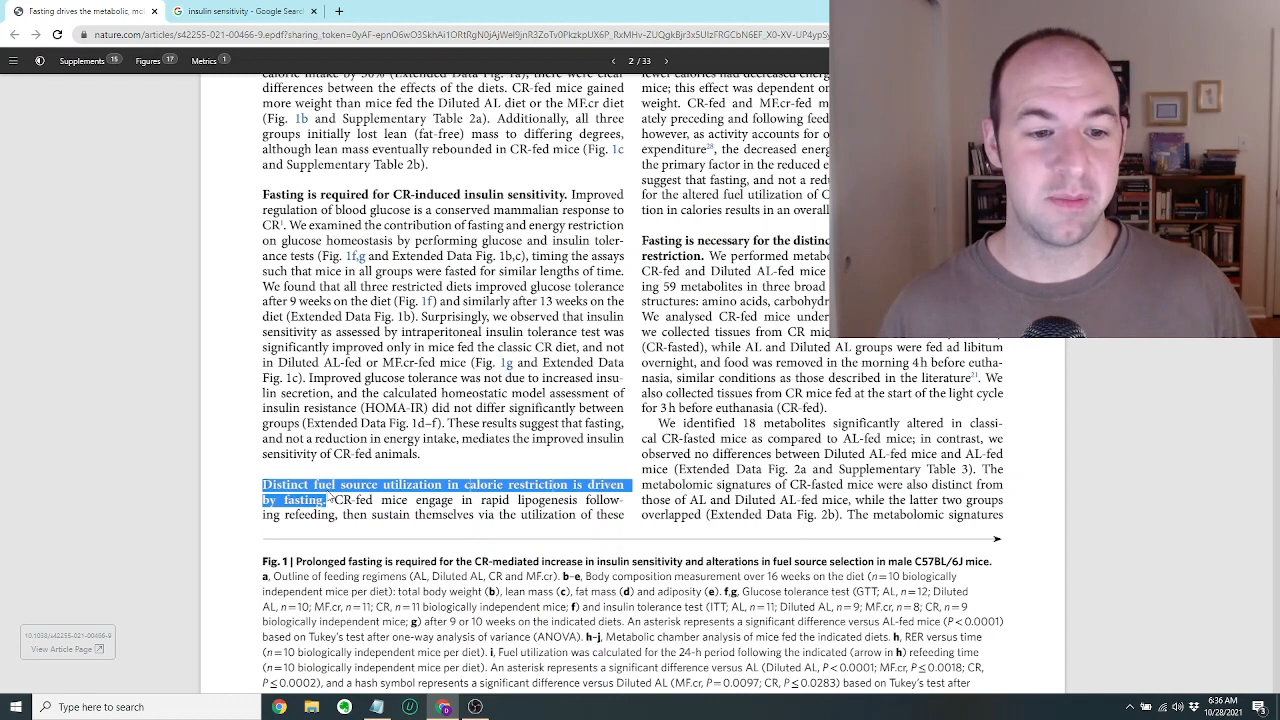 Fasting drives the metabolic, mol
insulin sensitivity - Google Search
nature.com/articles/s42255-021-00466-9.epdf?sharing_token=
Supplements 15
Figures 17
Metrics 1
2 / 33
differences between the effects of the diets. CR-fed mice gained
more weight than mice fed the Diluted AL diet or the MF.cr diet
(Fig. 1b and Supplementary Table 2a). Additionally, all three
groups initially lost lean (fat-free) mass to differing degrees,
although lean mass eventually rebounded in CR-fed mice (Fig. 1c
and Supplementary Table 2b).
Fasting is required for CR-induced insulin sensitivity. Improved
regulation of blood glucose is a conserved mammalian response to
CR1. We examined the contribution of fasting and energy restriction
on glucose homeostasis by performing glucose and insulin toler-
ance tests (Fig. 1f,g and Extended Data Fig. 1b,c), timing the assays
such that mice in all groups were fasted for similar lengths of time.
We found that all three restricted diets improved glucose tolerance
after 9 weeks on the diet (Fig. 1f) and similarly after 13 weeks on the
diet (Extended Data Fig. 1b). Surprisingly, we observed that insulin
sensitivity as assessed by intraperitoneal insulin tolerance test was
significantly improved only in mice fed the classic CR diet, and not
in Diluted AL-fed or MF.cr-fed mice (Fig. 1g and Extended Data
Fig. 1c). Improved glucose tolerance was not due to increased insu-
lin secretion, and the calculated homeostatic model assessment of
insulin resistance (HOMA-IR) did not differ significantly between
groups (Extended Data Fig. 1d–f). These results suggest that fasting,
and not a reduction in energy intake, mediates the improved insulin
sensitivity of CR-fed animals.
Distinct fuel source utilization in calorie restriction is driven
by fasting. CR-fed mice engage in rapid lipogenesis follow-
ing refeeding, then sustain themselves via the utilization of these
mice; this effect was dependent o
weight. CR-fed and MF.cr-fed m
ately preceding and following feed
however, as activity accounts for o
expenditure28, the decreased energ
the primary factor in the reduced e
suggest that fasting, and not a redu
for the altered fuel utilization of C
tion in calories results in an overall
Fasting is necessary for the distinc
restriction. We performed metabo
CR-fed and Diluted AL-fed mice
ing 59 metabolites in three broad
structures: amino acids, carbohydr
We analysed CR-fed mice under
we collected tissues from CR mic
(CR-fasted), while AL and Diluted AL groups were fed ad libitum
overnight, and food was removed in the morning 4 h before eutha-
nasia, similar conditions as those described in the literature21. We
also collected tissues from CR mice fed at the start of the light cycle
for 3 h before euthanasia (CR-fed).
We identified 18 metabolites significantly altered in classi-
cal CR-fasted mice as compared to AL-fed mice; in contrast, we
observed no differences between Diluted AL-fed mice and AL-fed
mice (Extended Data Fig. 2a and Supplementary Table 3). The
metabolomic signatures of CR-fasted mice were also distinct from
those of AL and Diluted AL-fed mice, while the latter two groups
overlapped (Extended Data Fig. 2b). The metabolomic signatures
Fig. 1 | Prolonged fasting is required for the CR-mediated increase in insulin sensitivity and alterations in fuel source selection in male C57BL/6J mice.
a, Outline of feeding regimens (AL, Diluted AL, CR and MF.cr). b–e, Body composition measurement over 16 weeks on the diet (n = 10 biologically
independent mice per diet): total body weight (b), lean mass (c), fat mass (d) and adiposity (e). f,g, Glucose tolerance test (GTT; AL, n = 12; Diluted
AL, n = 10; MF.cr, n = 11; CR, n = 11 biologically independent mice; f) and insulin tolerance test (ITT; AL, n = 11; Diluted AL, n = 9; MF.cr, n = 8; CR, n = 9
biologically independent mice; g) after 9 or 10 weeks on the indicated diets. An asterisk represents a significant difference versus AL-fed mice (P < 0.0001)
based on Tukey's test after one-way analysis of variance (ANOVA). h–j, Metabolic chamber analysis of mice fed the indicated diets. h, RER versus time
(n = 10 biologically independent mice per diet). i, Fuel utilization was calculated for the 24-h period following the indicated (arrow in h) refeeding time
(n = 10 biologically independent mice per diet). An asterisk represents a significant difference versus AL (Diluted AL, P < 0.0001; MF.cr, P ≤ 0.0018; CR,
P ≤ 0.0002), and a hash symbol represents a significant difference versus Diluted AL (MF.cr, P = 0.0097; CR, P ≤ 0.0283) based on Tukey's test after
10.1038/s42255-021-00466-9
View Article Page
Type here to search
6:36 AM
10/28/2021